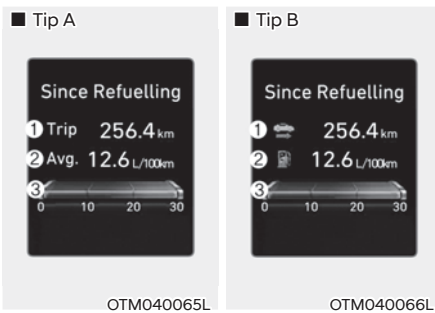 ■ Tip A
Since Refuelling
① Trip 256.4 km
② Avg. 12.6 L/100km
③
0 10 20 30
OTM040065L
■ Tip B
Since Refuelling
① 256.4 km
② 12.6 L/100km
③
0 10 20 30
OTM040066L